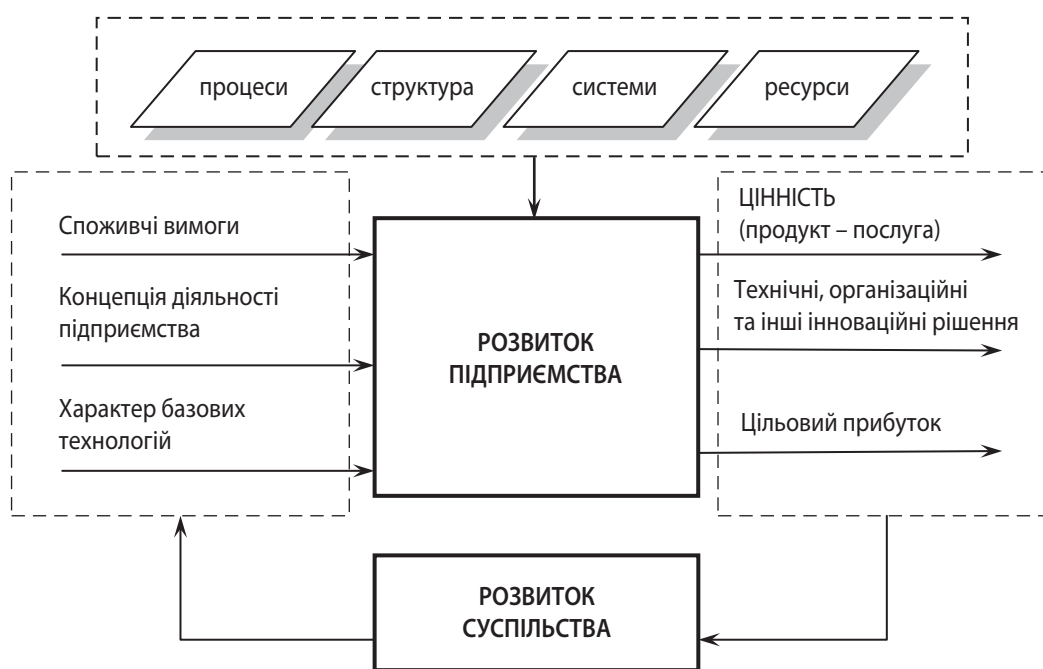 процеси
структура
системи
ресурси
Споживчі вимоги
Концепція діяльності
підприємства
Характер базових
технологій
РОЗВИТОК
ПІДПРИЄМСТВА
ЦІННІСТЬ
(продукт – послуга)
Технічні, організаційні
та інші інноваційні рішення
Цільовий прибуток
РОЗВИТОК
СУСПІЛЬСТВА